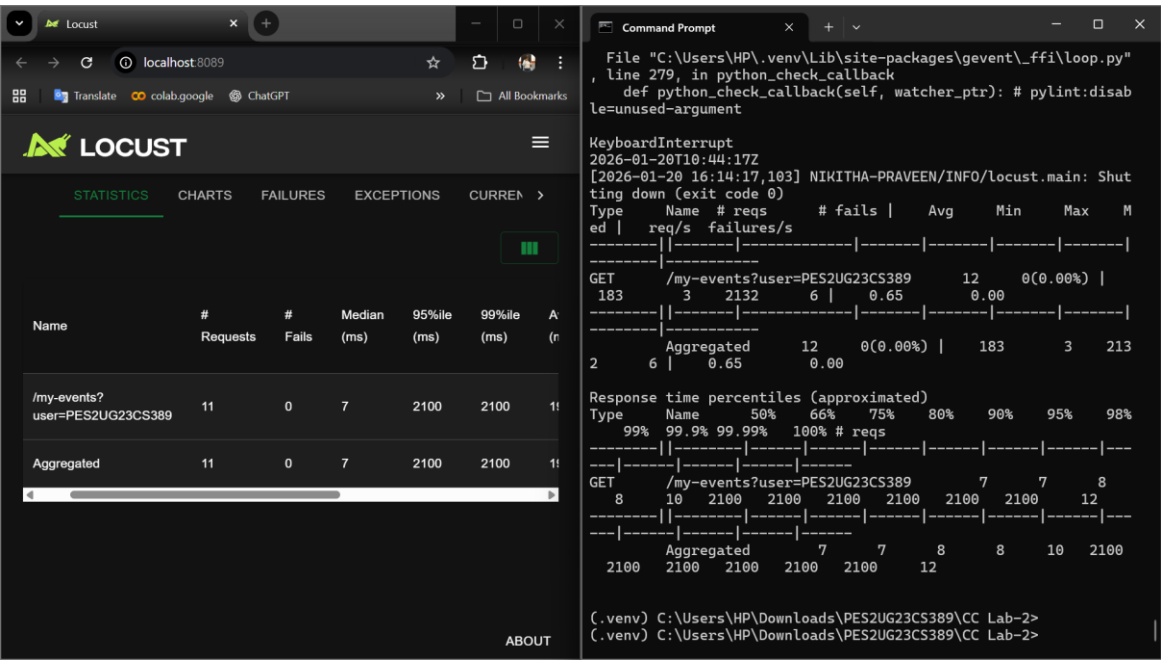 Locust
localhost:8089
Translate colab.google ChatGPT » All Bookmarks
LOCUST
STATISTICS CHARTS FAILURES EXCEPTIONS CURREN
Name # Requests # Fails Median (ms) 95%ile (ms) 99%ile (ms)
/my-events?
user=PES2UG23CS389 11 0 7 2100 2100
Aggregated 11 0 7 2100 2100
ABOUT
Command Prompt
File "C:\Users\HP\.venv\Lib\site-packages\gevent\_ffi\loop.py"
, line 279, in python_check_callback
def python_check_callback(self, watcher_ptr): # pylint:disab
le=unused-argument
KeyboardInterrupt
2026-01-20T10:44:17Z
[2026-01-20 16:14:17,103] NIKITHA-PRAVEEN/INFO/locust.main: Shut
ting down (exit code 0)
Type Name # reqs # fails | Avg Min Max M
ed | req/s failures/s
--------||-------|-------------|-------|-------|-------|-------|
--------|-----------
GET /my-events?user=PES2UG23CS389 12 0(0.00%) |
183 3 2132 6 | 0.65 0.00
--------||-------|-------------|-------|-------|-------|-------|
--------|-----------
Aggregated 12 0(0.00%) | 183 3 213
2 6 | 0.65 0.00
Response time percentiles (approximated)
Type Name 50% 66% 75% 80% 90% 95% 98%
99% 99.9% 99.99% 100% # reqs
--------||-------|------|------|------|------|------|------|---
---|------|------|------|------
GET /my-events?user=PES2UG23CS389 7 7 8
8 10 2100 2100 2100 2100 2100 2100 12
--------||-------|------|------|------|------|------|------|---
---|------|------|------|------
Aggregated 7 7 8 8 10 2100
2100 2100 2100 2100 2100 12
(.venv) C:\Users\HP\Downloads\PES2UG23CS389\CC Lab-2>
(.venv) C:\Users\HP\Downloads\PES2UG23CS389\CC Lab-2>